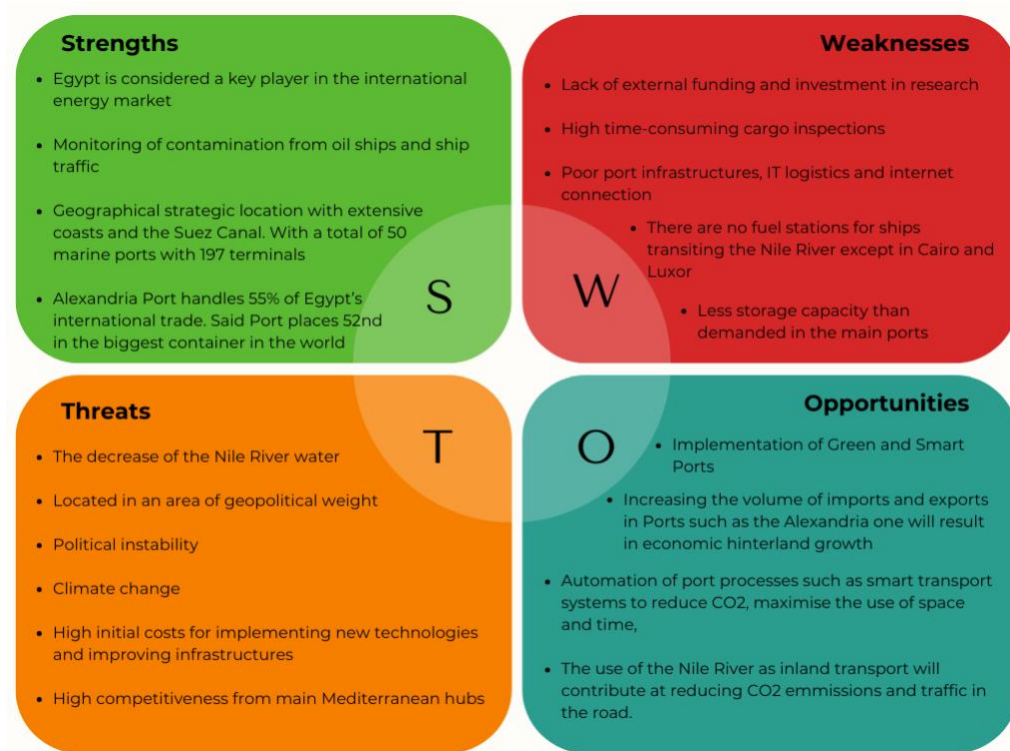 Strengths
• Egypt is considered a key player in the international
energy market
• Monitoring of contamination from oil ships and ship
traffic
• Geographical strategic location with extensive
coasts and the Suez Canal. With a total of 50
marine ports with 197 terminals
• Alexandria Port handles 55% of Egypt's
international trade. Said Port places 52nd
in the biggest container in the world
S
Weaknesses
• Lack of external funding and investment in research
• High time-consuming cargo inspections
• Poor port infrastructures, IT logistics and internet
connection
• There are no fuel stations for ships
transiting the Nile River except in Cairo and
Luxor
• Less storage capacity than
demanded in the main ports
W
Threats
• The decrease of the Nile River water
• Located in an area of geopolitical weight
• Political instability
• Climate change
• High initial costs for implementing new technologies
and improving infrastructures
• High competitiveness from main Mediterranean hubs
T
Opportunities
• Implementation of Green and Smart
Ports
• Increasing the volume of imports and exports
in Ports such as the Alexandria one will result
in economic hinterland growth
• Automation of port processes such as smart transport
systems to reduce CO2, maximise the use of space
and time,
• The use of the Nile River as inland transport will
contribute at reducing CO2 emmissions and traffic in
the road.
O